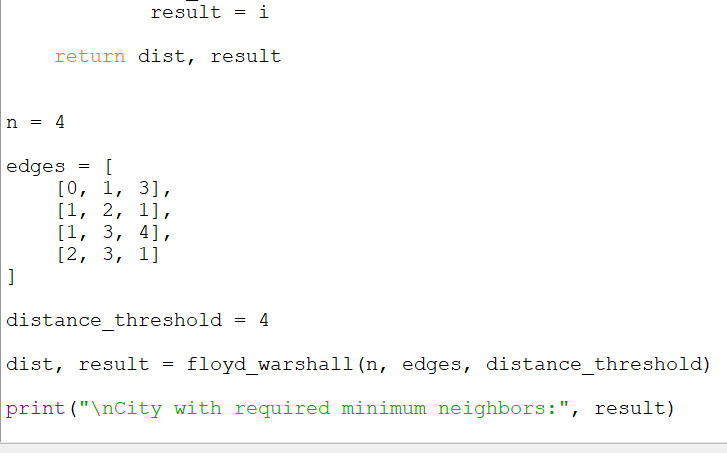 result = i
return dist, result
n = 4
edges = [
[0, 1, 3],
[1, 2, 1],
[1, 3, 4],
[2, 3, 1]
]
distance_threshold = 4
dist, result = floyd_warshall(n, edges, distance_threshold)
print("\nCity with required minimum neighbors:", result)